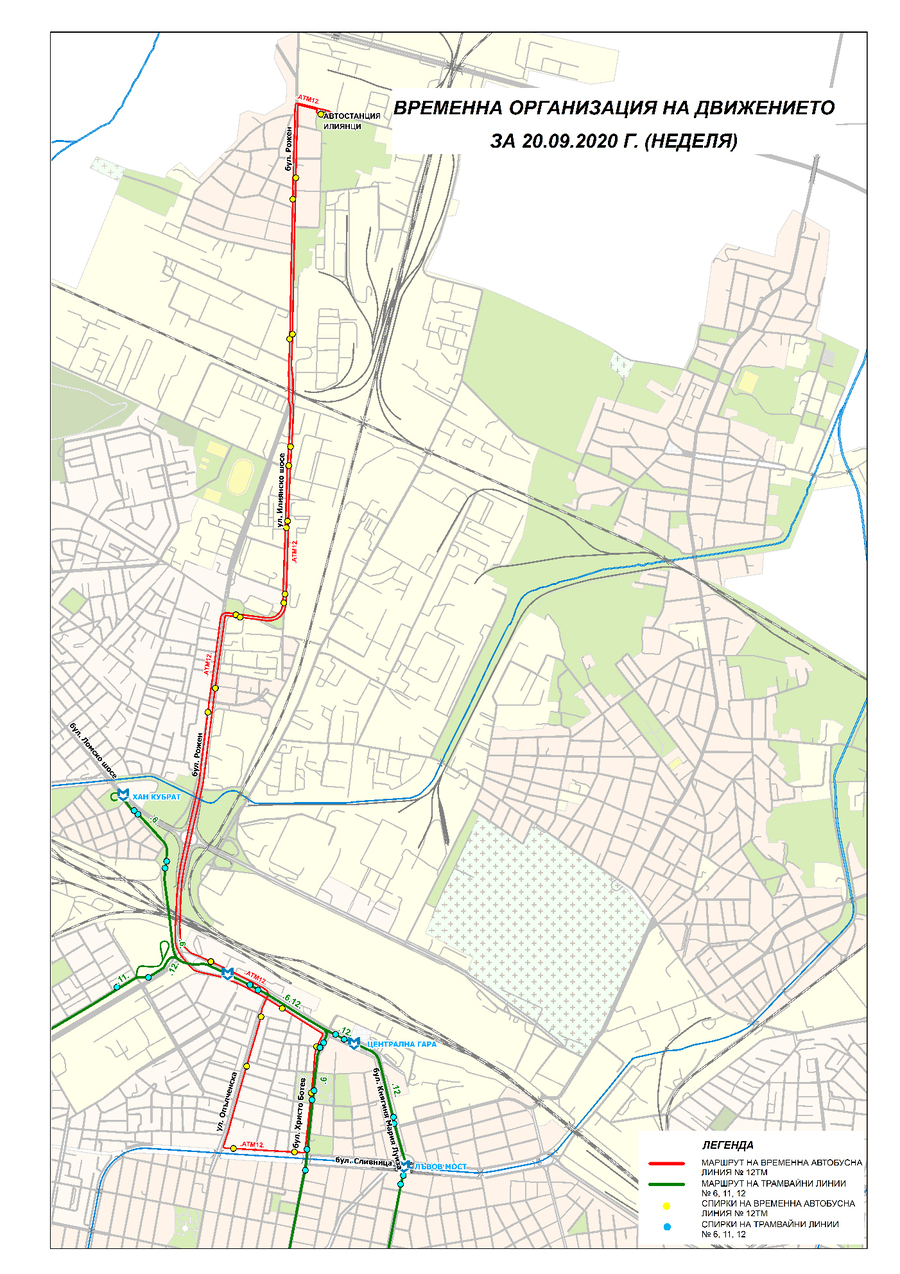 ВРЕМЕННА ОРГАНИЗАЦИЯ НА ДВИЖЕНИЕТО
ЗА 20.09.2020 Г. (НЕДЕЛЯ)
АТМ12
АВТОСТАНЦИЯ
ИЛИЯНЦИ
бул. Рожен
ул. Илиянско шосе
АТМ12
АТМ12
бул. Рожен
бул. Ломско шосе
ХАН КУБРАТ
.6
.6
.11.
.12.
.АТМ12
.6.12.
.12.
ЦЕНТРАЛНА ГАРА
ул. Опълченска
бул. Христо Ботев
.6
бул. Княгиня Мария Луиза
.12.
.АТМ12.
бул. Сливница
ЛЪВОВ МОСТ
ЛЕГЕНДА
МАРШРУТ НА ВРЕМЕННА АВТОБУСНА
ЛИНИЯ № 12ТМ
МАРШРУТ НА ТРАМВАЙНИ ЛИНИИ
№ 6, 11, 12
СПИРКИ НА ВРЕМЕННА АВТОБУСНА
ЛИНИЯ № 12ТМ
СПИРКИ НА ТРАМВАЙНИ ЛИНИИ
№ 6, 11, 12